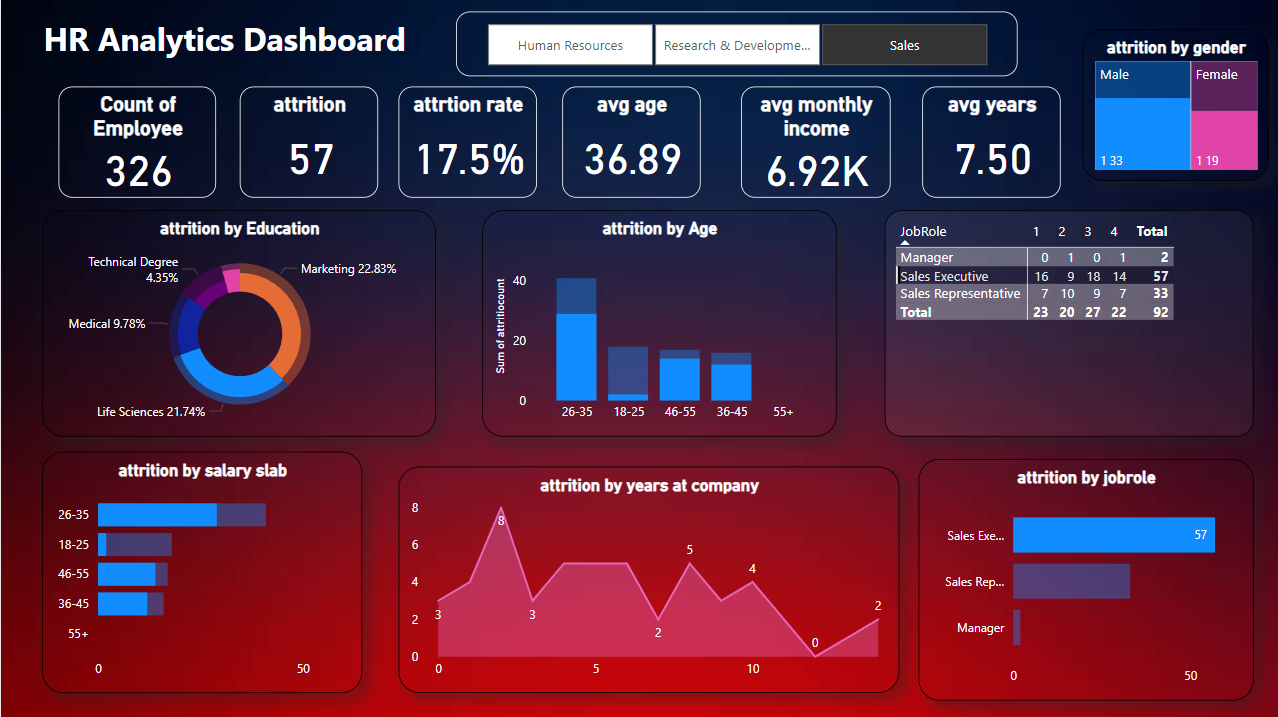 HR Analytics Dashboard
Human Resources
Research & Developme...
Sales
attrition by gender
Male
Female
1 33
1 19
Count of
Employee
326
attrition
57
attrtion rate
17.5%
avg age
36.89
avg monthly
income
6.92K
avg years
7.50
attrition by Education
Technical Degree
4.35%
Marketing 22.83%
Medical 9.78%
Life Sciences 21.74%
attrition by Age
Sum of attritiocount
40
20
0
26-35 18-25 46-55 36-45 55+
JobRole 1 2 3 4 Total
Manager 0 1 0 1 2
Sales Executive 16 9 18 14 57
Sales Representative 7 10 9 7 33
Total 23 20 27 22 92
attrition by salary slab
26-35
18-25
46-55
36-45
55+
0 50
attrition by years at company
8
6
4
2
0
3
8
3
2
5
4
0
2
0 5 10
attrition by jobrole
Sales Exe... 57
Sales Rep...
Manager
0 50